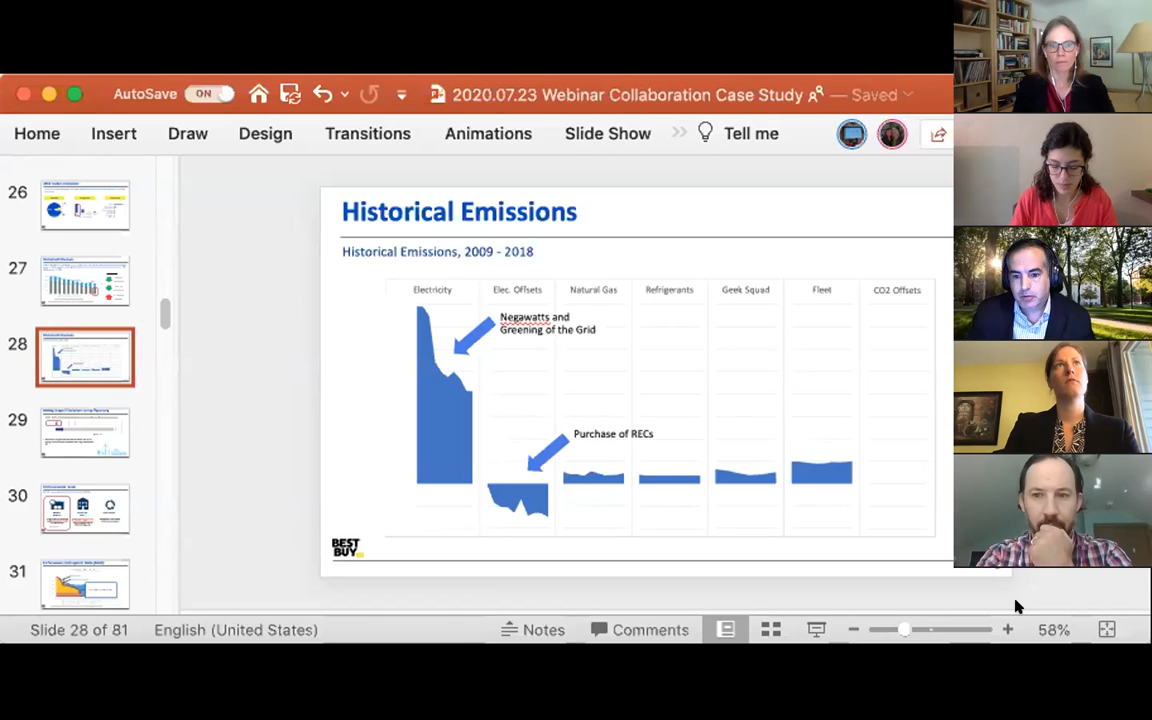 AutoSave ON 2020.07.23 Webinar Collaboration Case Study — Saved
Home Insert Draw Design Transitions Animations Slide Show Tell me
26
27
28
29
30
31
Historical Emissions
Historical Emissions, 2009 - 2018
Electricity Elec. Offsets Natural Gas Refrigerants Geek Squad Fleet CO2 Offsets
Negawatts and
Greening of the Grid
Purchase of RECs
BEST
BUY
Slide 28 of 81 English (United States) Notes Comments 58%